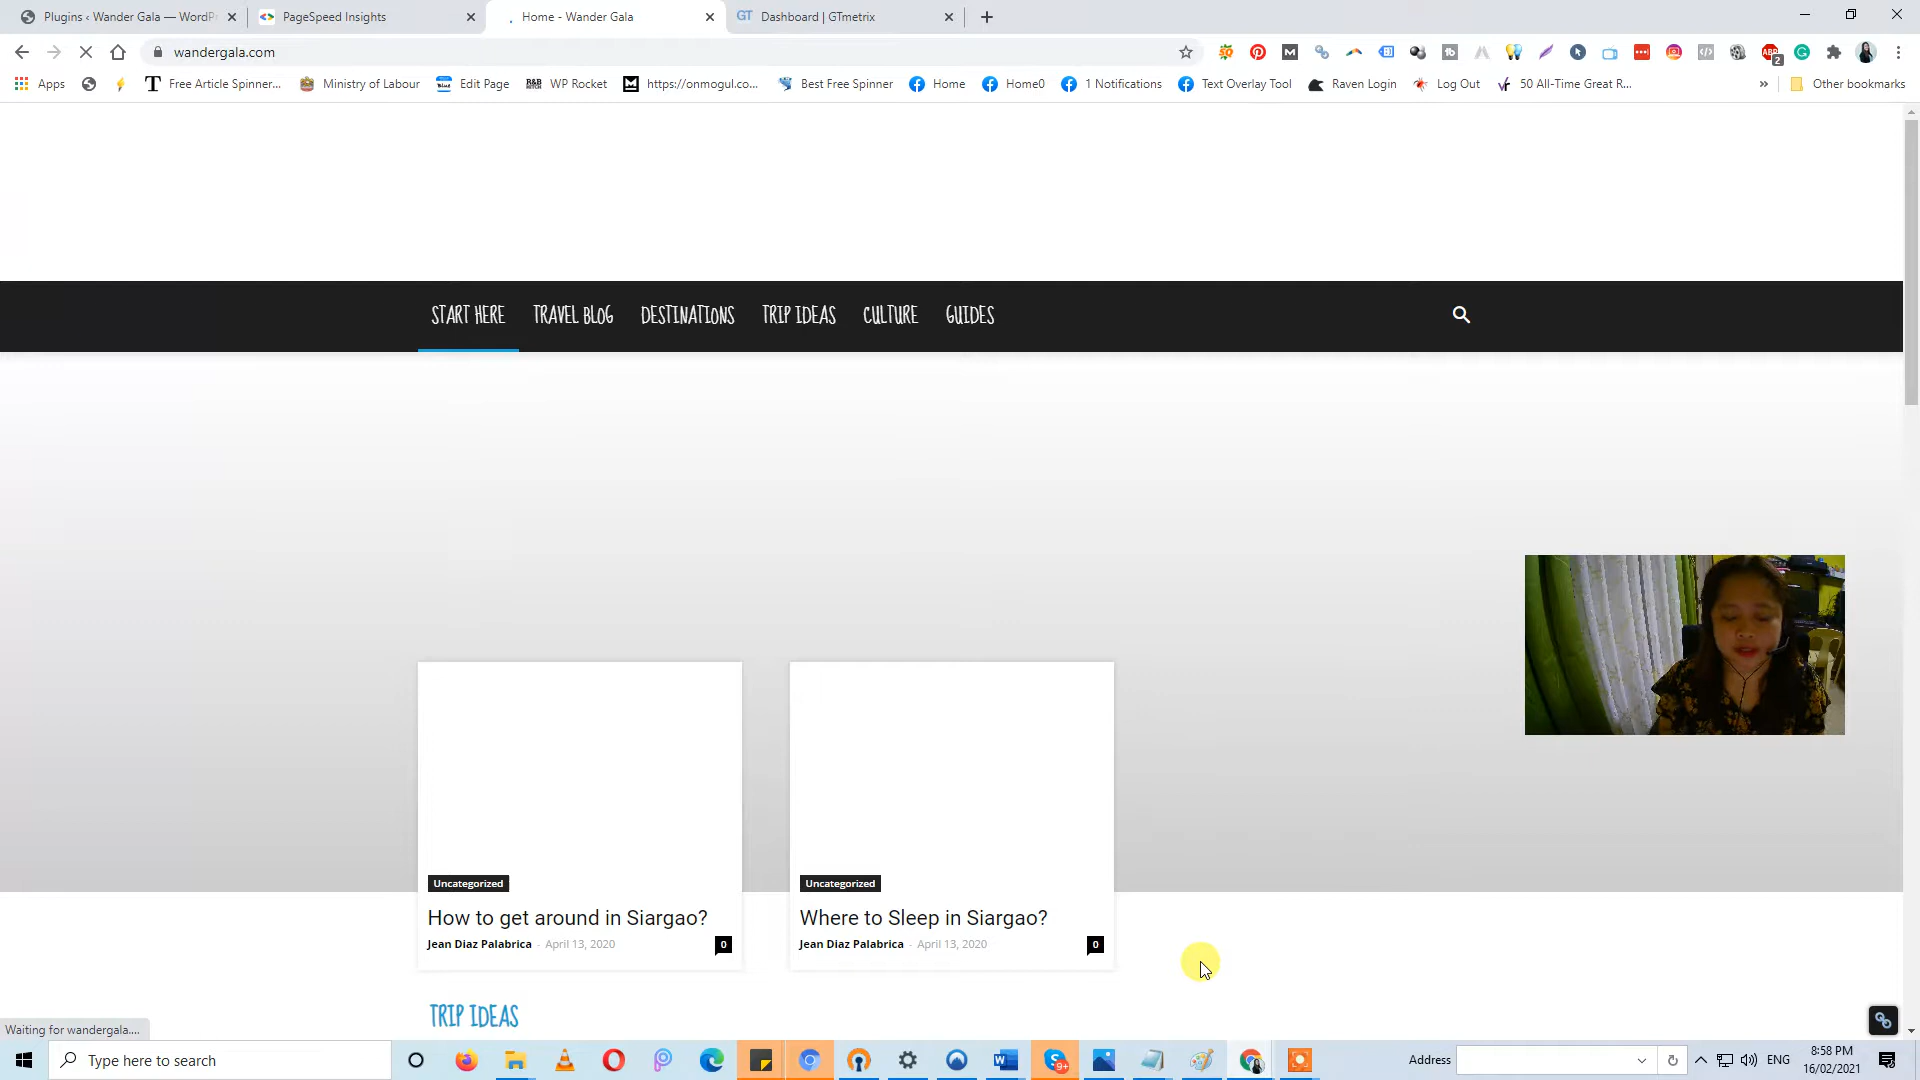 Plugins ‹ Wander Gala — WordP
PageSpeed Insights
Home - Wander Gala
GT Dashboard | GTmetrix
wandergala.com
Apps
Free Article Spinner...
Ministry of Labour
Edit Page
WP Rocket
https://onmogul.co...
Best Free Spinner
Home
Home0
1 Notifications
Text Overlay Tool
Raven Login
Log Out
50 All-Time Great R...
Other bookmarks
START HERE
TRAVEL BLOG
DESTINATIONS
TRIP IDEAS
CULTURE
GUIDES
Uncategorized
How to get around in Siargao?
Jean Diaz Palabrica - April 13, 2020
0
Uncategorized
Where to Sleep in Siargao?
Jean Diaz Palabrica - April 13, 2020
0
TRIP IDEAS
Waiting for wandergala....
Type here to search
Address
ENG
8:58 PM
16/02/2021